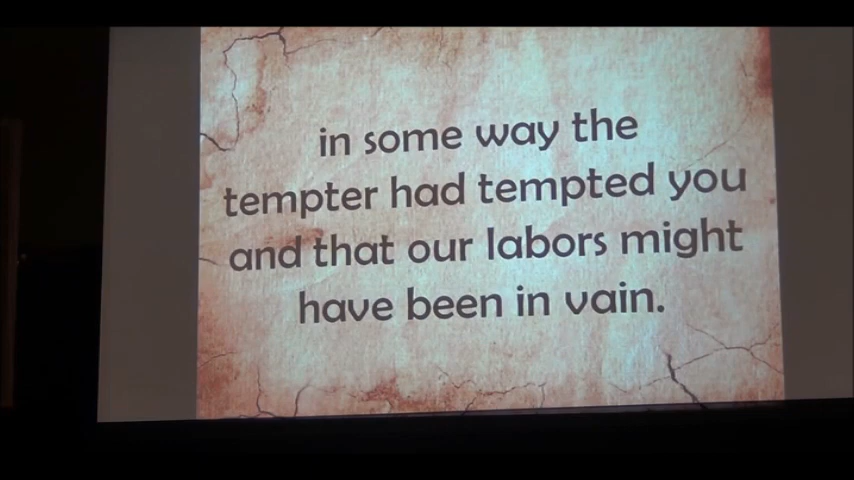 in some way the
tempter had tempted you
and that our labors might
have been in vain.